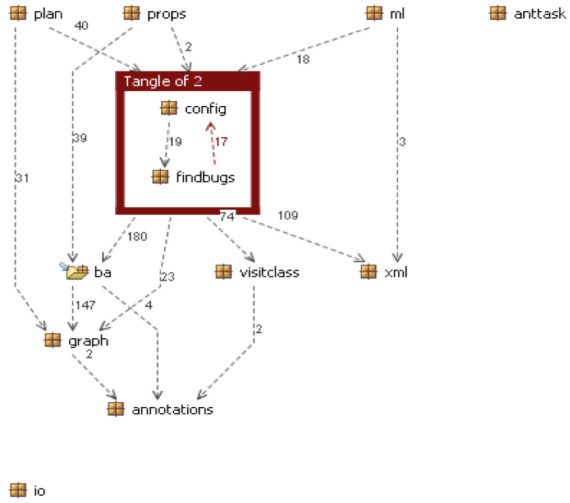 plan
props
ml
anttask
40
2
18
Tangle of 2
config
39
19
17
3
31
findbugs
74
109
180
ba
23
visitclass
xml
147
4
2
graph
2
annotations
io